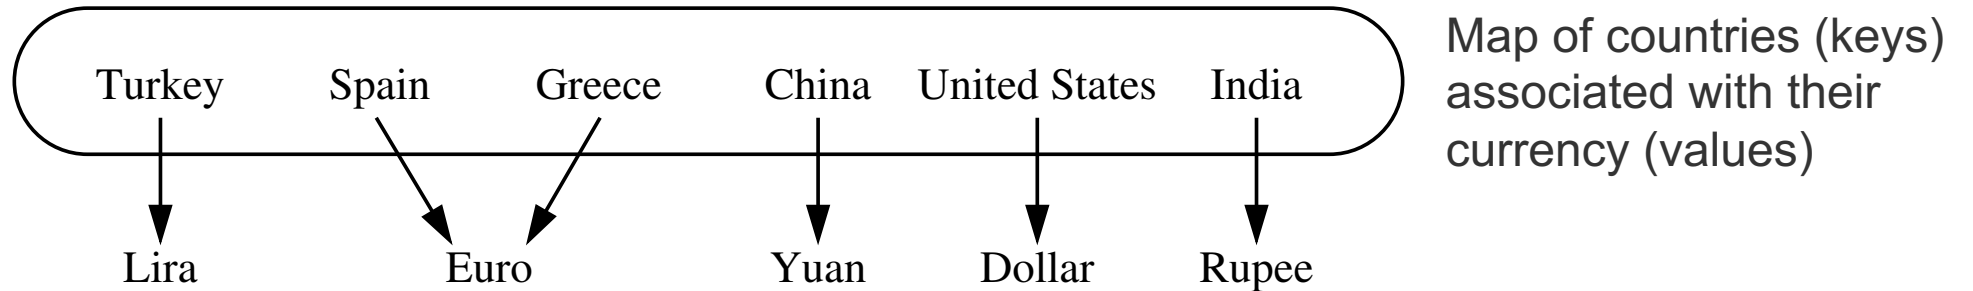 Turkey Spain Greece China United States India
Lira Euro Yuan Dollar Rupee
Map of countries (keys)
associated with their
currency (values)